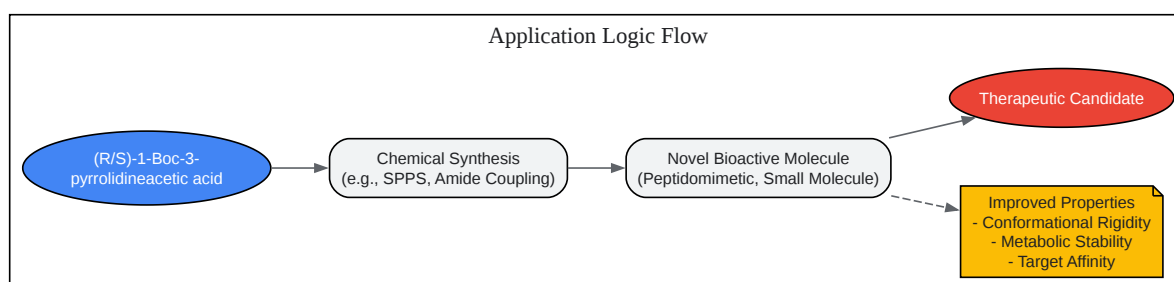 Application Logic Flow
(R/S)-1-Boc-3-
pyrrolidineacetic acid
Chemical Synthesis
(e.g., SPPS, Amide Coupling)
Novel Bioactive Molecule
(Peptidomimetic, Small Molecule)
Therapeutic Candidate
Improved Properties
- Conformational Rigidity
- Metabolic Stability
- Target Affinity